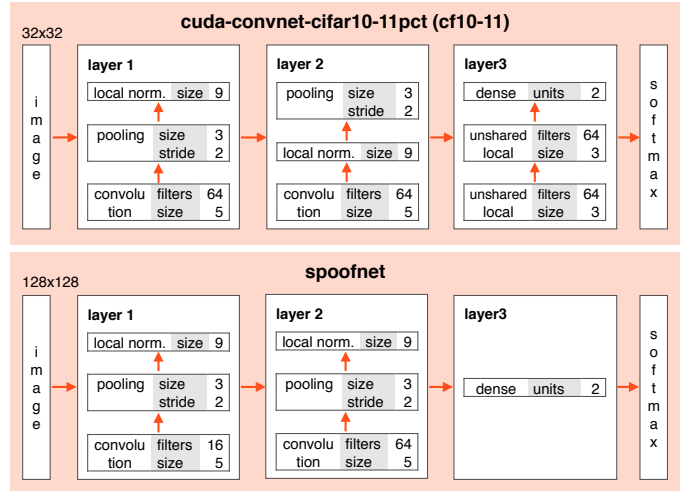 cuda-convnet-cifar10-11pct (cf10-11)
32x32
image
layer 1
local norm. size 9
pooling size 3
stride 2
convolu filters 64
tion size 5
layer 2
pooling size 3
stride 2
local norm. size 9
convolu filters 64
tion size 5
layer3
dense units 2
unshared filters 64
local size 3
unshared filters 64
local size 3
softmax
spoofnet
128x128
image
layer 1
local norm. size 9
pooling size 3
stride 2
convolu filters 16
tion size 5
layer 2
local norm. size 9
pooling size 3
stride 2
convolu filters 64
tion size 5
layer3
dense units 2
softmax